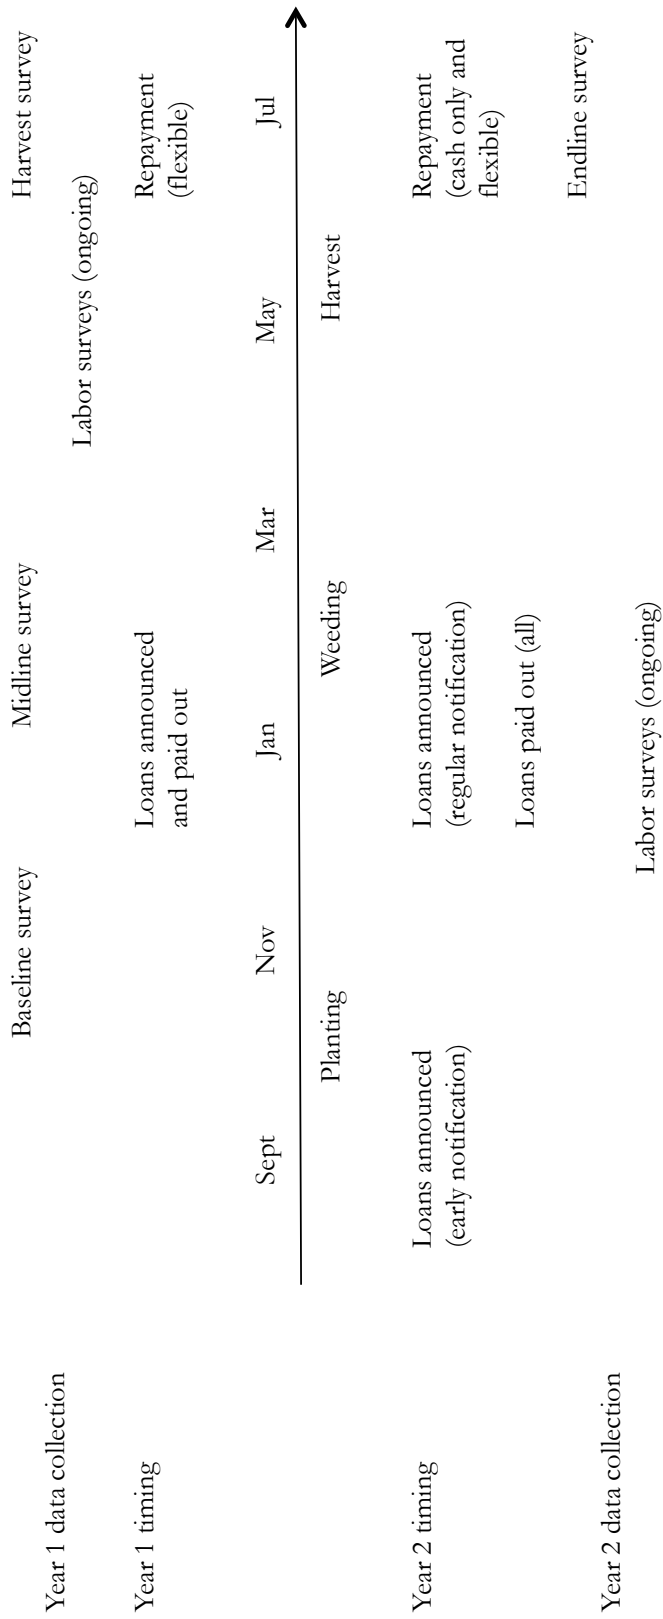 Year 1 data collection
Baseline survey
Midline survey
Harvest survey
Labor surveys (ongoing)
Year 1 timing
Loans announced
and paid out
Repayment
(flexible)
Sept
Nov
Jan
Mar
May
Jul
Planting
Weeding
Harvest
Year 2 timing
Loans announced
(early notification)
Loans announced
(regular notification)
Loans paid out (all)
Repayment
(cash only and
flexible)
Year 2 data collection
Endline survey
Labor surveys (ongoing)